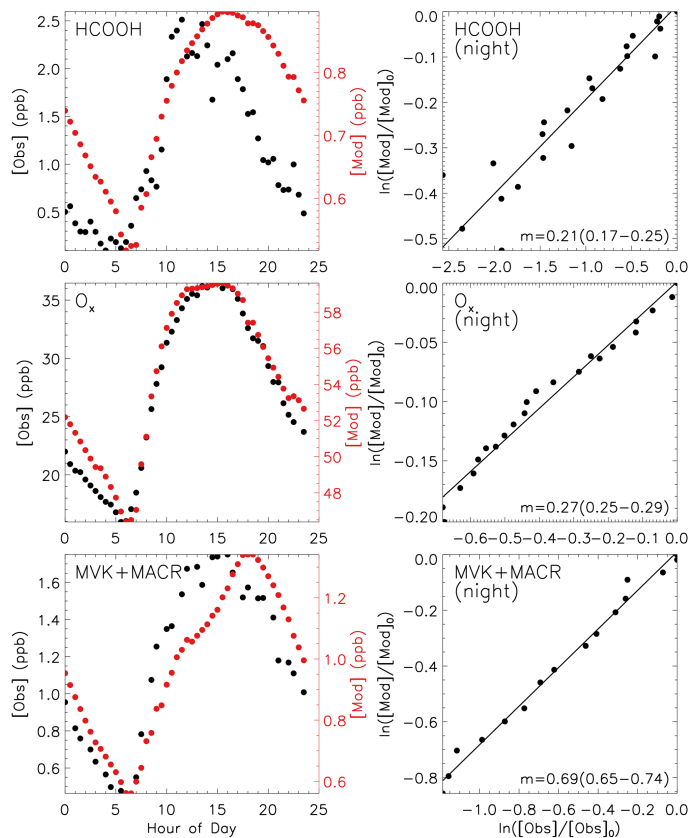 HCOOH
[Obs] (ppb)
2.5
2.0
1.5
1.0
0.5
0.8
0.7
0.6
[Mod] (ppb)
0 5 10 15 20 25
HCOOH
(night)
ln([Mod]/[Mod]₀)
0.0
−0.1
−0.2
−0.3
−0.4
−0.5
m=0.21(0.17−0.25)
−2.5 −2.0 −1.5 −1.0 −0.5 0.0
Oₓ
[Obs] (ppb)
35
30
25
20
58
56
54
52
50
48
[Mod] (ppb)
0 5 10 15 20 25
Oₓ
(night)
ln([Mod]/[Mod]₀)
0.00
−0.05
−0.10
−0.15
−0.20
m=0.27(0.25−0.29)
−0.6 −0.5 −0.4 −0.3 −0.2 −0.1 0.0
MVK+MACR
[Obs] (ppb)
1.6
1.4
1.2
1.0
0.8
0.6
1.2
1.0
0.8
0.6
[Mod] (ppb)
0 5 10 15 20 25
Hour of Day
MVK+MACR
(night)
ln([Mod]/[Mod]₀)
0.0
−0.2
−0.4
−0.6
−0.8
m=0.69(0.65−0.74)
−1.0 −0.8 −0.6 −0.4 −0.2 0.0
ln([Obs]/[Obs]₀)